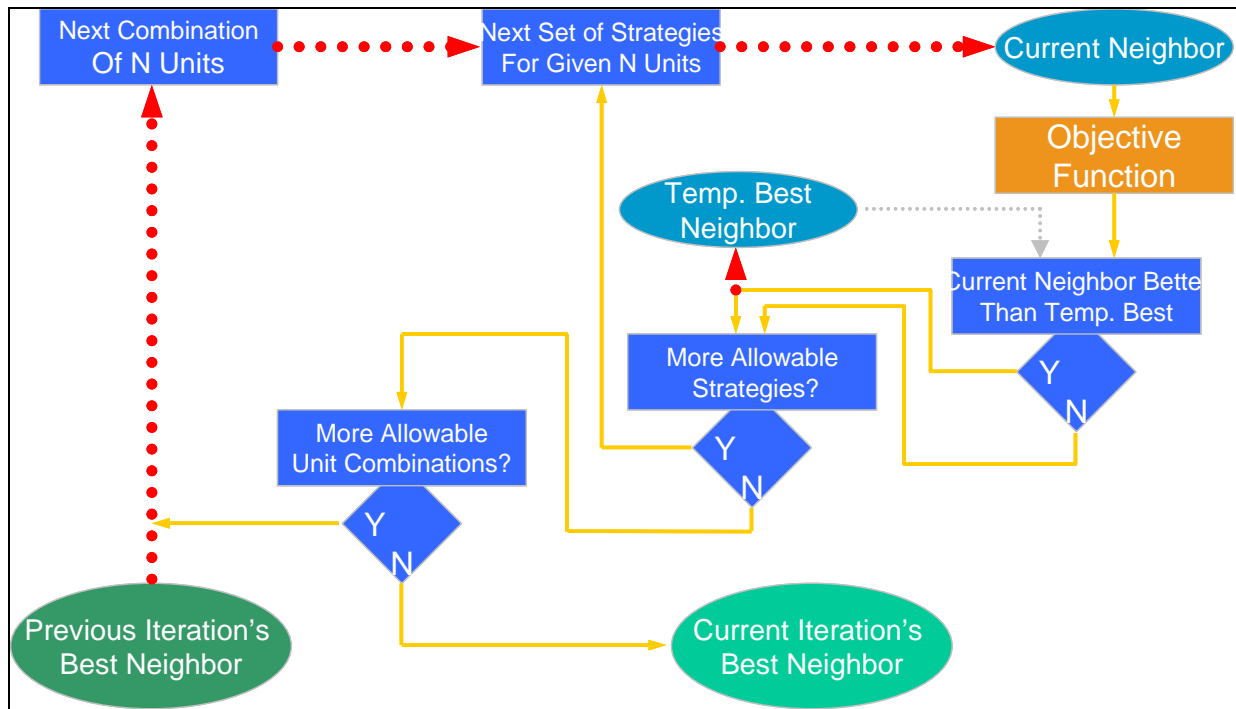 Next Combination
Of N Units
Next Set of Strategies
For Given N Units
Current Neighbor
Objective
Function
Temp. Best
Neighbor
Current Neighbor Bette
Than Temp. Best
Y
N
More Allowable
Strategies?
Y
N
More Allowable
Unit Combinations?
Y
N
Previous Iteration's
Best Neighbor
Current Iteration's
Best Neighbor